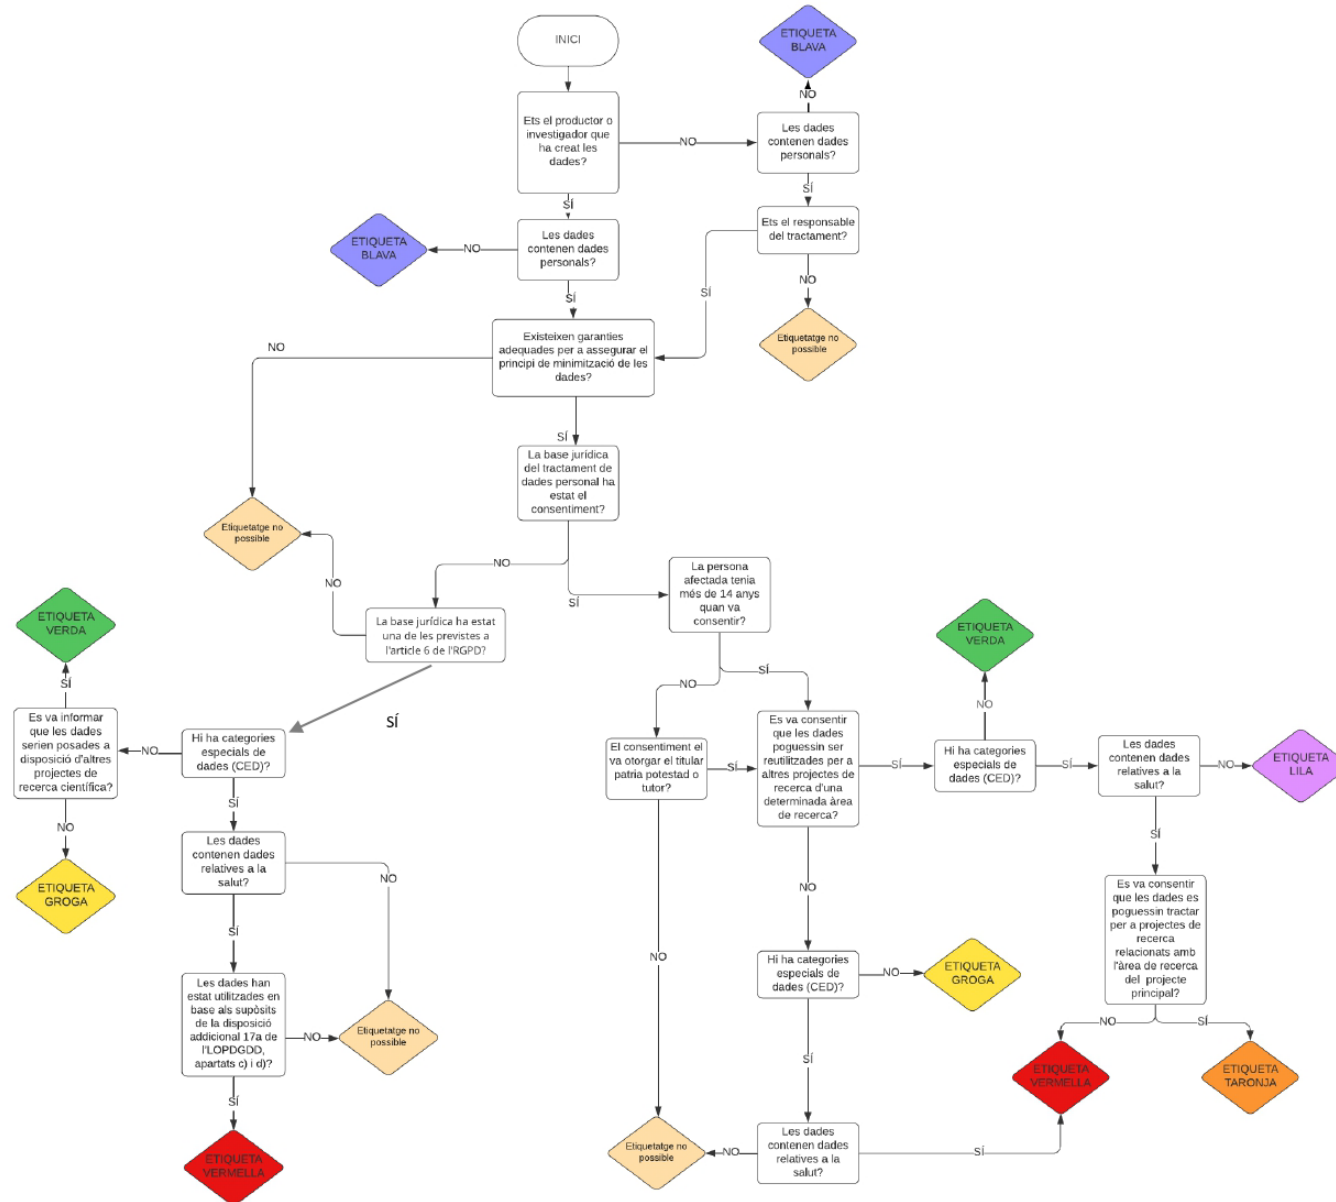 INICI
ETIQUETA
BLAVA
NO
Ets el productor o
investigador que
ha creat les
dades?
NO
Les dades
contenen dades
personals?
SÍ
SÍ
Ets el responsable
del tractament?
ETIQUETA
BLAVA
NO
Les dades
contenen dades
personals?
NO
SÍ
SÍ
Etiquetatge no
possible
Existeixen garanties
adequades per a assegurar el
principi de minimització de les
dades?
NO
SÍ
La base jurídica
del tractament de
dades personal ha
estat el
consentiment?
Etiquetatge no
possible
NO
NO
SÍ
La persona
afectada tenia
més de 14 anys
quan va
consentir?
La base jurídica ha estat
una de les previstes a
l'article 6 de l'RGPD?
ETIQUETA
VERDA
ETIQUETA
VERDA
SÍ
SÍ
NO
SÍ
NO
Es va informar
que les dades
serien posades a
disposició d'altres
projectes de
recerca científica?
NO
Hi ha categories
especials de
dades (CED)?
El consentiment el
va otorgar el titular
patria potestad o
tutor?
SÍ
Es va consentir
que les dades
poguessin ser
reutilitzades per a
altres projectes de
recerca d'una
determinada àrea
de recerca?
SÍ
Hi ha categories
especials de
dades (CED)?
SÍ
Les dades
contenen dades
relatives a la
salut?
NO
ETIQUETA
LILA
NO
SÍ
SÍ
ETIQUETA
GROGA
Les dades
contenen dades
relatives a la
salut?
NO
NO
Es va consentir
que les dades es
poguessin tractar
per a projectes de
recerca
relacionats amb
l'àrea de recerca
del projecte
principal?
SÍ
NO
Hi ha categories
especials de
dades (CED)?
NO
ETIQUETA
GROGA
Les dades han
estat utilitzades en
base als supòsits
de la disposició
addicional 17a de
l'LOPDGDD,
apartats c) i d)?
NO
Etiquetatge no
possible
NO
SÍ
SÍ
ETIQUETA
VERMELLA
ETIQUETA
TARONJA
SÍ
ETIQUETA
VERMELLA
Etiquetatge no
possible
NO
Les dades
contenen dades
relatives a la
salut?
SÍ